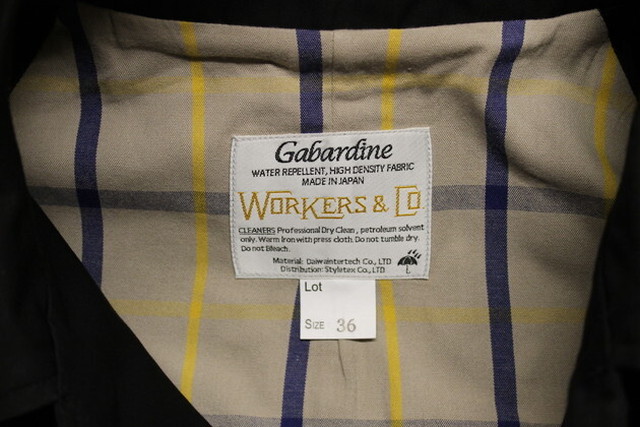 Gabardine
WATER REPELLENT, HIGH DENSITY FABRIC
MADE IN JAPAN
WORKERS & CO
CLEANERS Professional Dry Clean, petroleum solvent
only. Warm Iron with press cloth. Do not tumble dry.
Do not Bleach.
Material: Daiwaintertech Co., LTD
Distribution: Styletex Co., LTD
Lot
SIZE 36